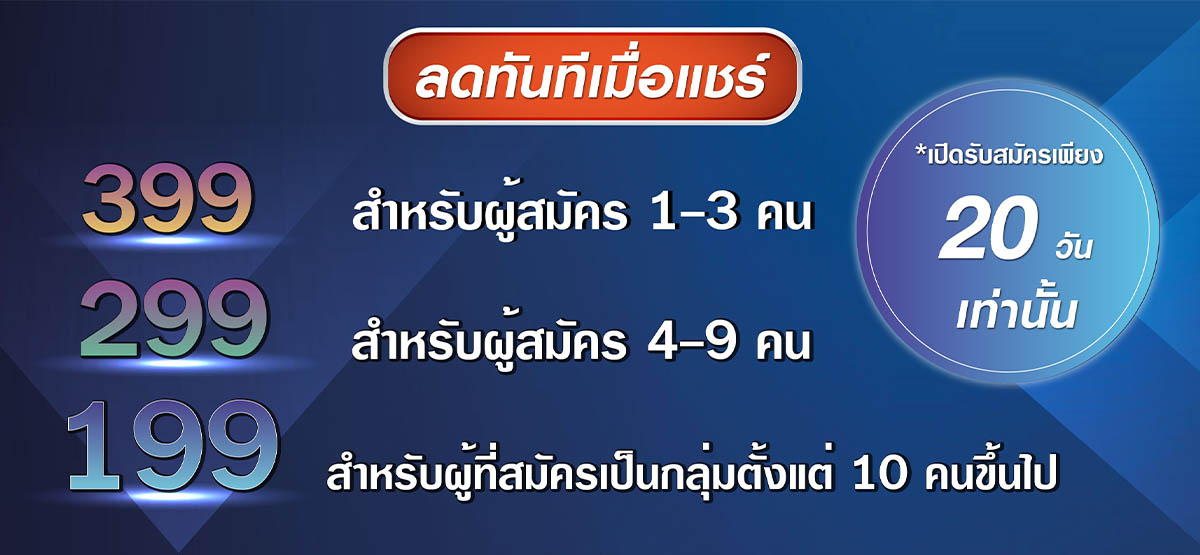 ลดทันทีเมื่อแชร์
399 สำหรับผู้สมัคร 1–3 คน
299 สำหรับผู้สมัคร 4–9 คน
199 สำหรับผู้ที่สมัครเป็นกลุ่มตั้งแต่ 10 คนขึ้นไป
*เปิดรับสมัครเพียง
20 วัน
เท่านั้น